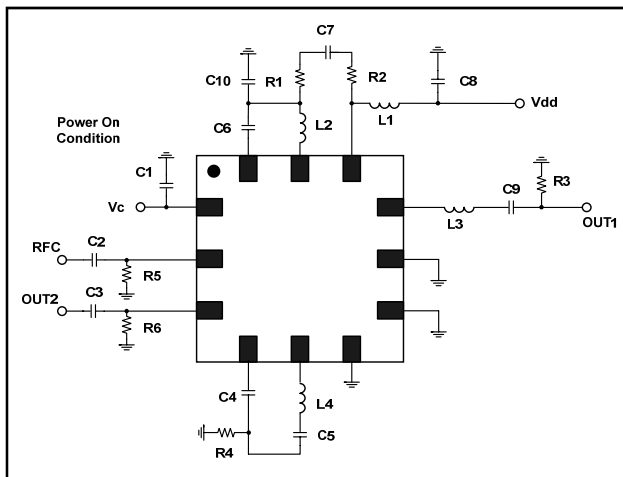 C7
C10
R1
R2
C8
Power On
Condition
C6
L2
L1
Vdd
C1
C9
R3
Vc
L3
OUT1
RFC
C2
R5
OUT2
C3
R6
C4
L4
R4
C5